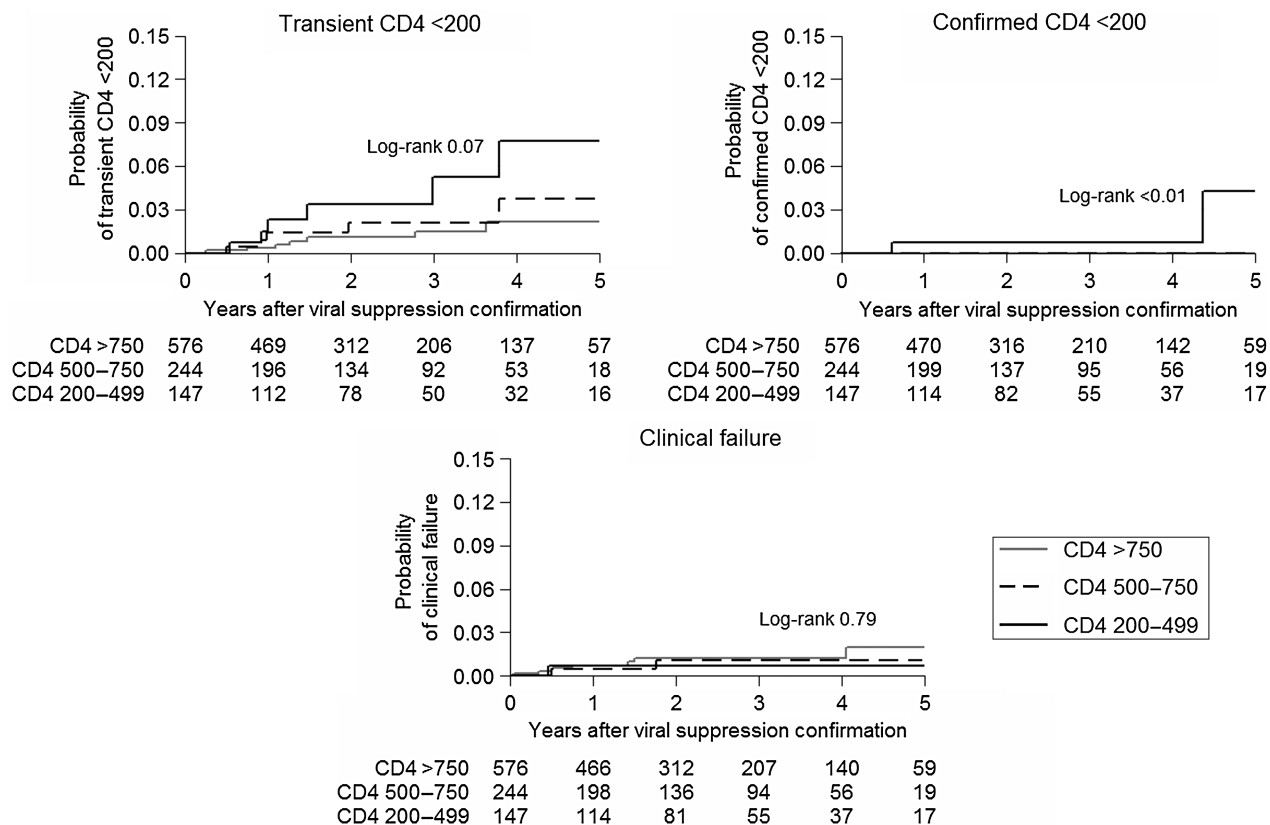 Transient CD4 <200
Probability
of transient CD4 <200
0.15
0.12
0.09
0.06
0.03
0.00
Log-rank 0.07
0 1 2 3 4 5
Years after viral suppression confirmation
CD4 >750 576 469 312 206 137 57
CD4 500–750 244 196 134 92 53 18
CD4 200–499 147 112 78 50 32 16
Confirmed CD4 <200
Probability
of confirmed CD4 <200
0.15
0.12
0.09
0.06
0.03
0.00
Log-rank <0.01
0 1 2 3 4 5
Years after viral suppression confirmation
CD4 >750 576 470 316 210 142 59
CD4 500–750 244 199 137 95 56 19
CD4 200–499 147 114 82 55 37 17
Clinical failure
Probability
of clinical failure
0.15
0.12
0.09
0.06
0.03
0.00
Log-rank 0.79
0 1 2 3 4 5
Years after viral suppression confirmation
CD4 >750 576 466 312 207 140 59
CD4 500–750 244 198 136 94 56 19
CD4 200–499 147 114 81 55 37 17
CD4 >750
CD4 500–750
CD4 200–499